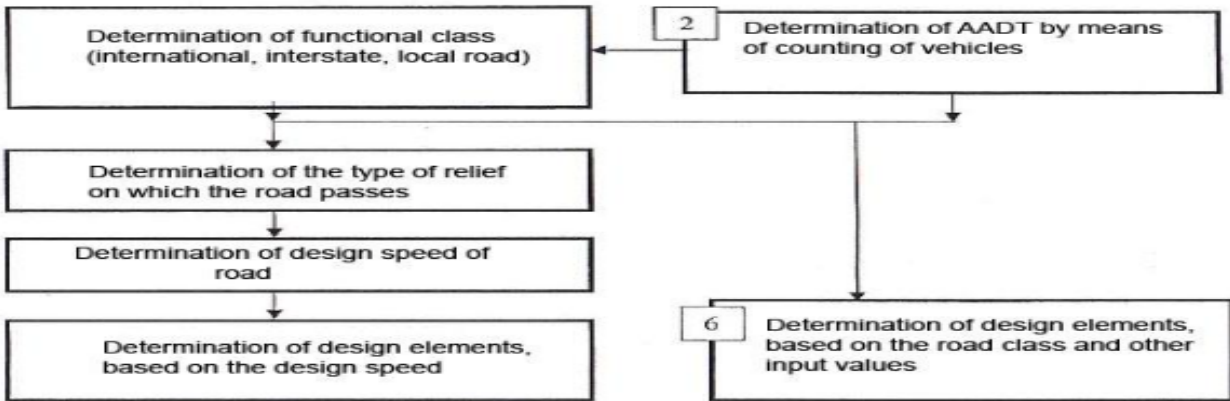 Determination of functional class
(international, interstate, local road)
2
Determination of AADT by means
of counting of vehicles
Determination of the type of relief
on which the road passes
Determination of design speed of
road
Determination of design elements,
based on the design speed
6
Determination of design elements,
based on the road class and other
input values